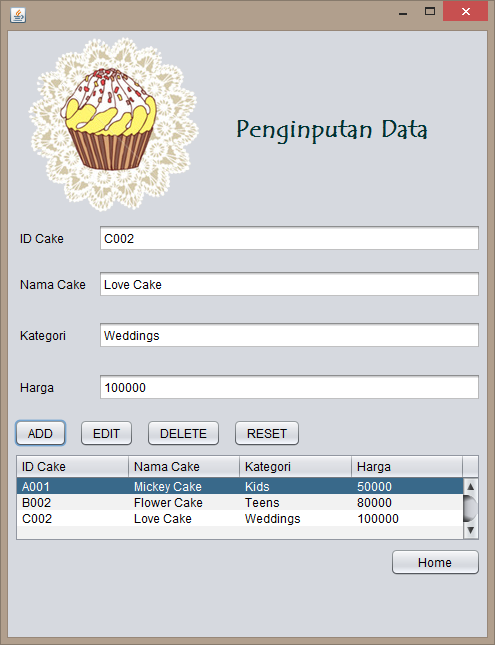 Penginputan Data
ID Cake C002
Nama Cake Love Cake
Kategori Weddings
Harga 100000
ADD EDIT DELETE RESET
ID Cake Nama Cake Kategori Harga
A001 Mickey Cake Kids 50000
B002 Flower Cake Teens 80000
C002 Love Cake Weddings 100000
Home